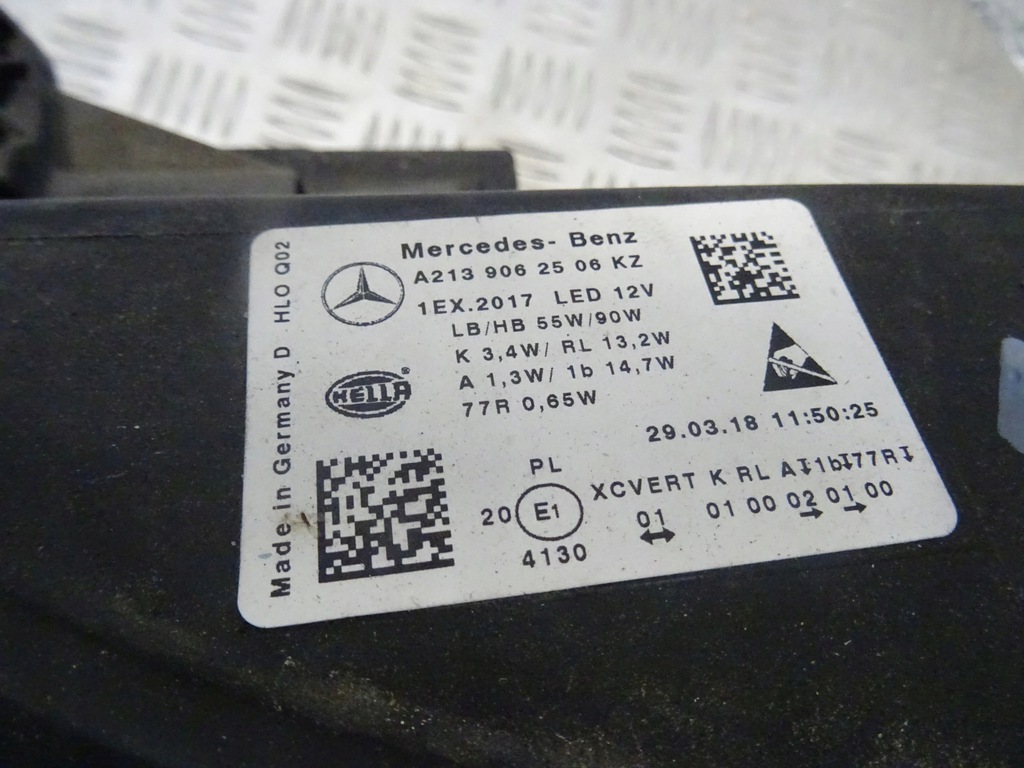 Mercedes- Benz
A213 906 25 06 KZ
1EX.2017 LED 12V
LB/HB 55W/90W
K 3,4W/ RL 13,2W
A 1,3W/ 1b 14,7W
77R 0,65W
HELLA®
29.03.18 11:50:25
PL
20 E1 XCVERT K RL A 1b 77R
01 01 00 02 01 00
4130
Made in Germany D HLO Q02